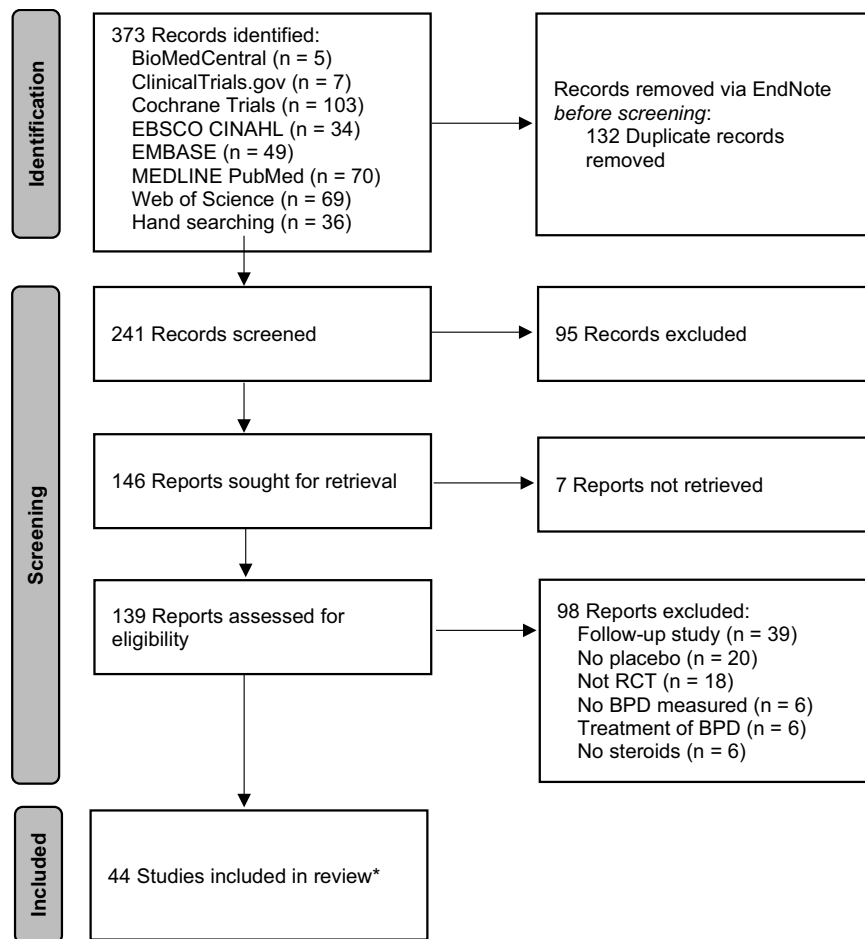 Identification
373 Records identified:
BioMedCentral (n = 5)
ClinicalTrials.gov (n = 7)
Cochrane Trials (n = 103)
EBSCO CINAHL (n = 34)
EMBASE (n = 49)
MEDLINE PubMed (n = 70)
Web of Science (n = 69)
Hand searching (n = 36)
Records removed via EndNote
before screening:
132 Duplicate records
removed
Screening
241 Records screened
95 Records excluded
146 Reports sought for retrieval
7 Reports not retrieved
139 Reports assessed for
eligibility
98 Reports excluded:
Follow-up study (n = 39)
No placebo (n = 20)
Not RCT (n = 18)
No BPD measured (n = 6)
Treatment of BPD (n = 6)
No steroids (n = 6)
Included
44 Studies included in review*